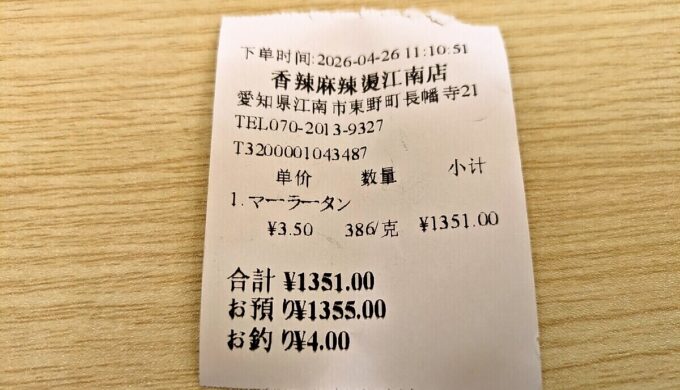 下单时间:2026-04-26 11:10:51
香辣麻辣燙江南店
愛知県江南市東野町長幡寺21
TEL070-2013-9327
T3200001043487
单价 数量 小计
1.マーラータン
¥3.50 386/克 ¥1351.00
合計 ¥1351.00
お預り¥1355.00
お釣り¥4.00